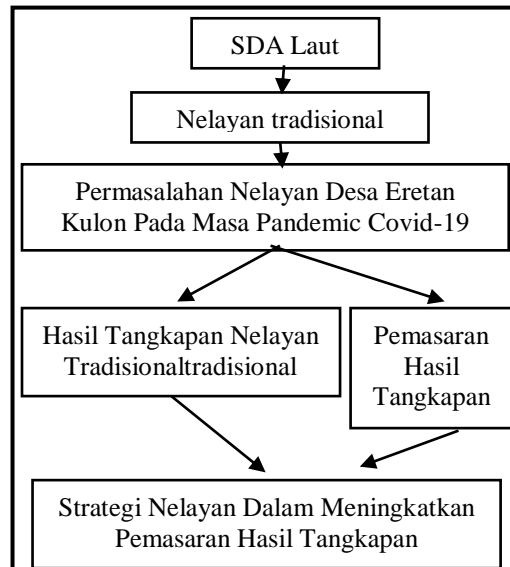 SDA Laut
Nelayan tradisional
Permasalahan Nelayan Desa Eretan
Kulon Pada Masa Pandemic Covid-19
Hasil Tangkapan Nelayan
Tradisionaltradisional
Pemasaran
Hasil
Tangkapan
Strategi Nelayan Dalam Meningkatkan
Pemasaran Hasil Tangkapan